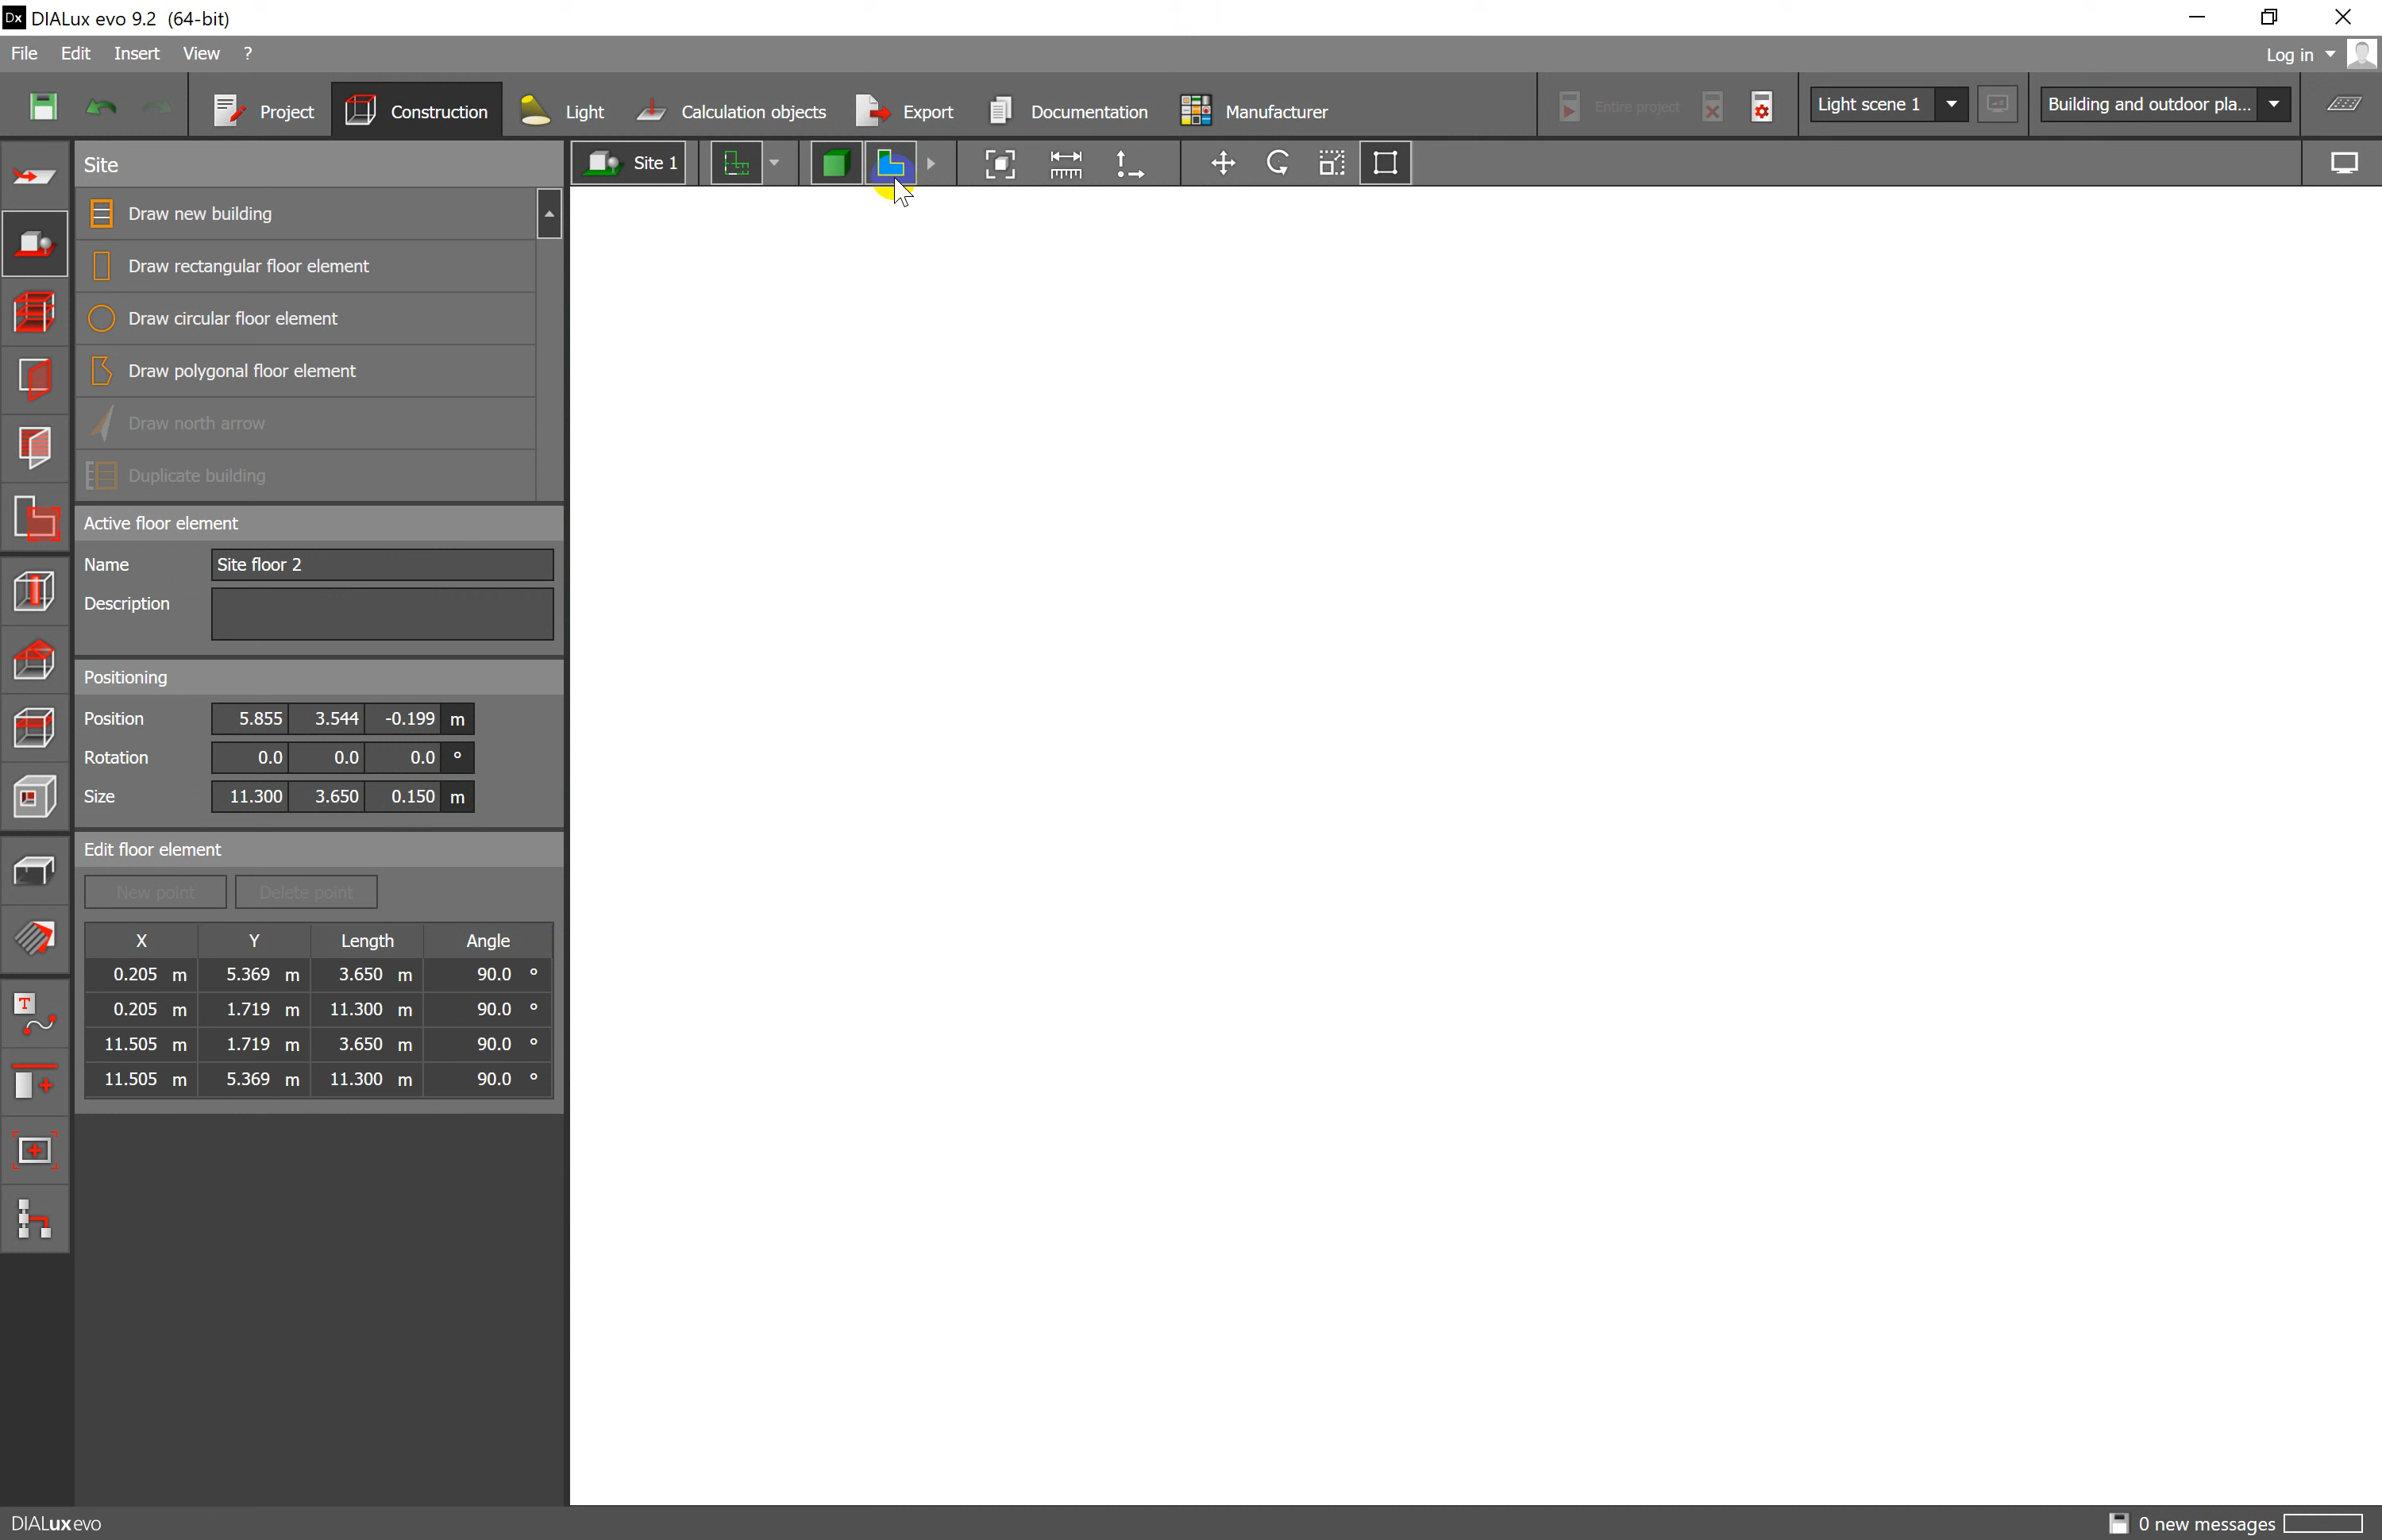 Dx DIALux evo 9.2 (64-bit)
File Edit Insert View ? Log in
Project Construction Light Calculation objects Export Documentation Manufacturer Entire project Light scene 1 Building and outdoor pla...
Site
Site 1
Draw new building
Draw rectangular floor element
Draw circular floor element
Draw polygonal floor element
Draw north arrow
Duplicate building
Active floor element
Name Site floor 2
Description
Positioning
Position 5.855 3.544 -0.199 m
Rotation 0.0 0.0 0.0 °
Size 11.300 3.650 0.150 m
Edit floor element
New point Delete point
X Y Length Angle
0.205 m 5.369 m 3.650 m 90.0 °
0.205 m 1.719 m 11.300 m 90.0 °
11.505 m 1.719 m 3.650 m 90.0 °
11.505 m 5.369 m 11.300 m 90.0 °
T
DIALux evo 0 new messages